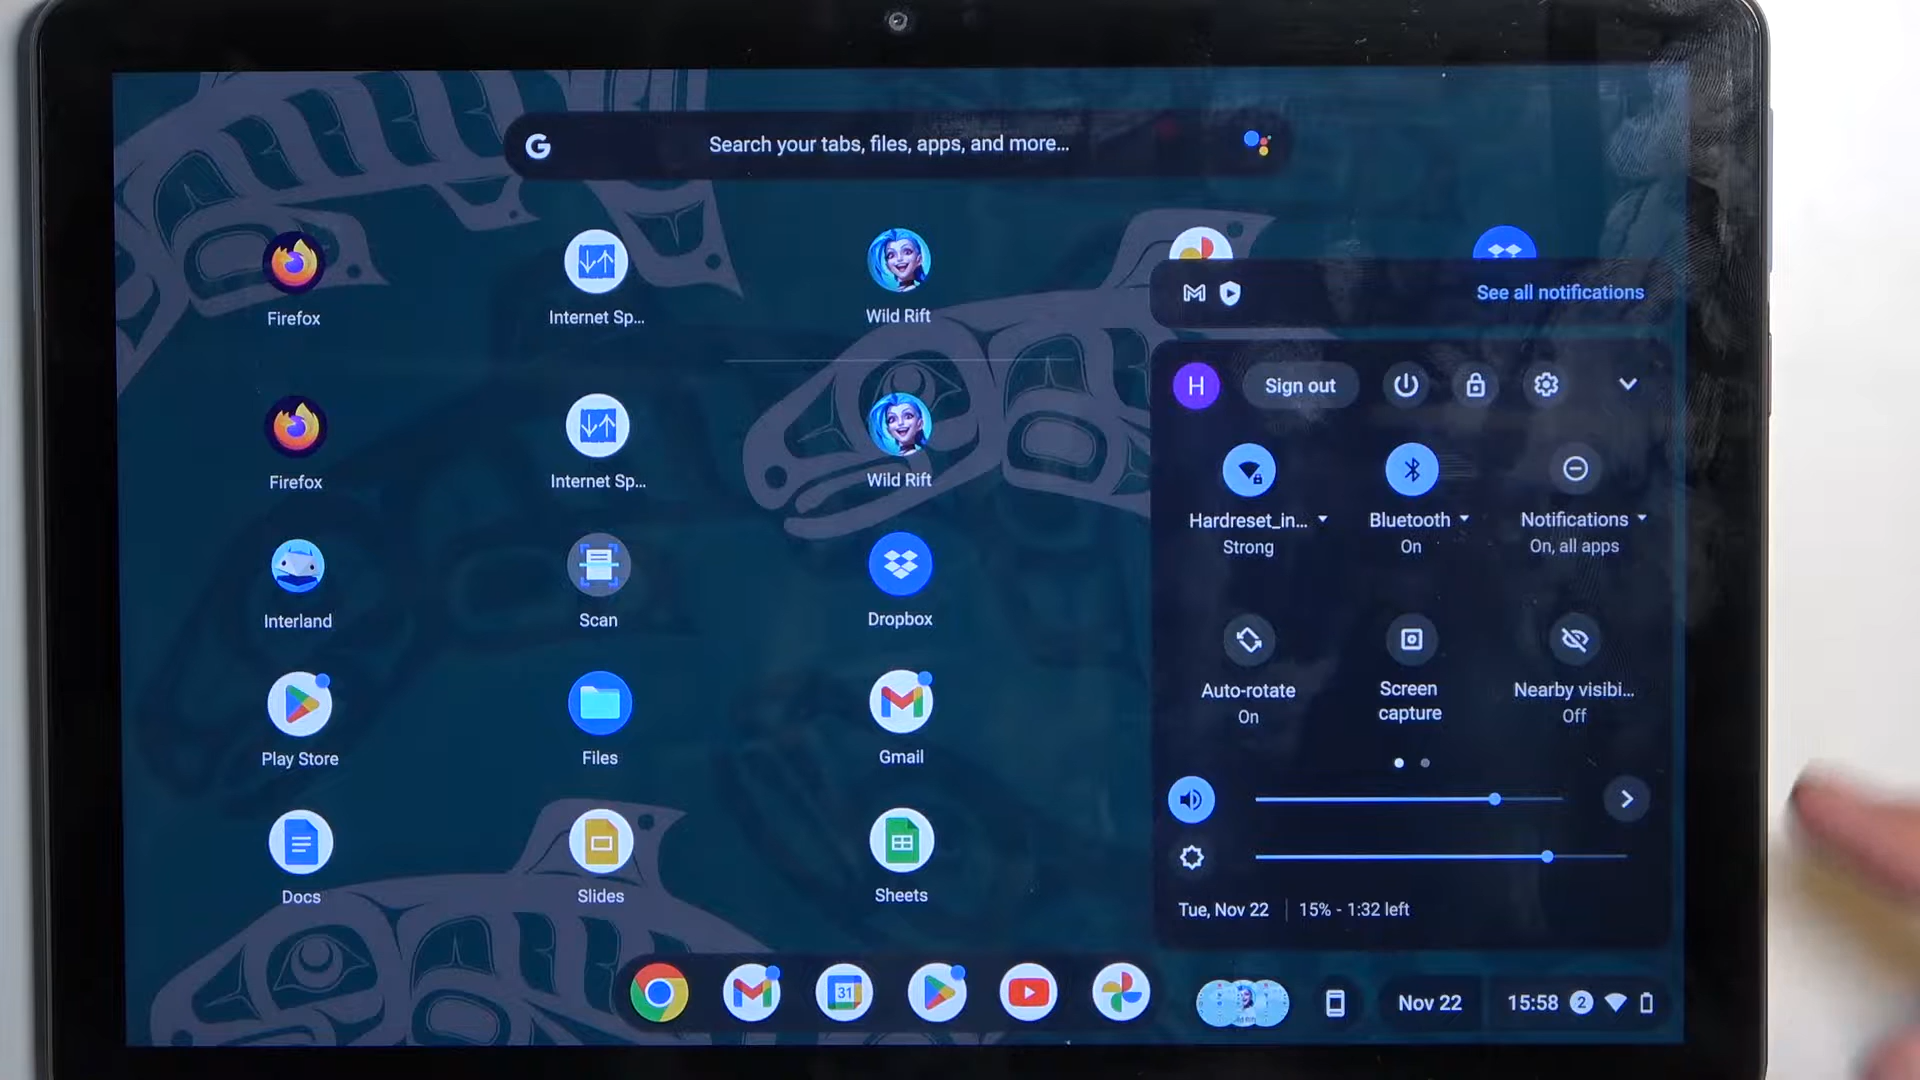 Search your tabs, files, apps, and more...
Firefox
Internet Sp...
Wild Rift
See all notifications
H
Sign out
Firefox
Internet Sp...
Wild Rift
Hardreset_in...
Strong
Bluetooth
On
Notifications
On, all apps
Interland
Scan
Dropbox
Auto-rotate
On
Screen
capture
Nearby visibi...
Off
Play Store
Files
Gmail
Docs
Slides
Sheets
Tue, Nov 22
15% - 1:32 left
31
Nov 22
15:58
2